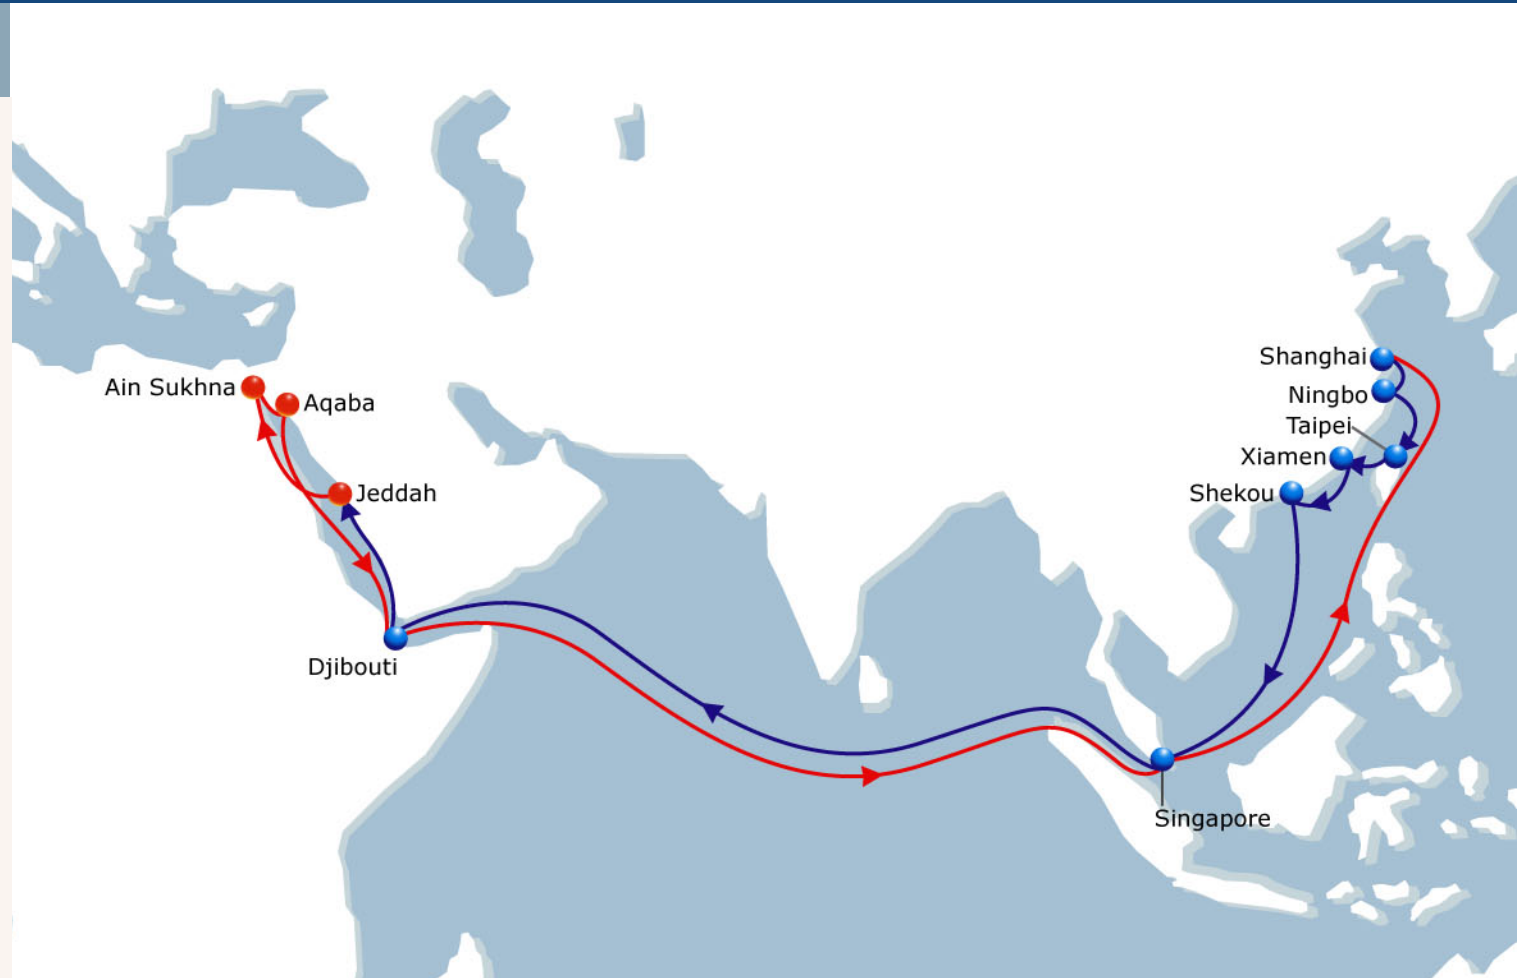 Shanghai
Ain Sukhna
Aqaba
Ningbo
Taipei
Xiamen
Jeddah
Shekou
Djibouti
Singapore